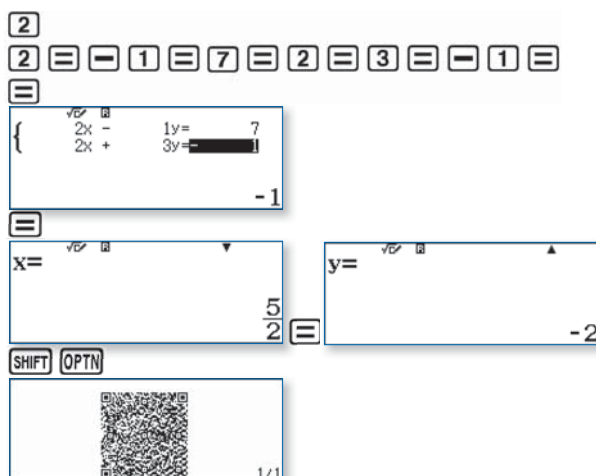 2
2 = - 1 = 7 = 2 = 3 = - 1 =
=
√▱ R
{ 2x - 1y= 7
2x + 3y=- 1
-1
=
x= √▱ R ▼
5/2
=
y= √▱ R ▲
-2
SHIFT OPTN
1/1